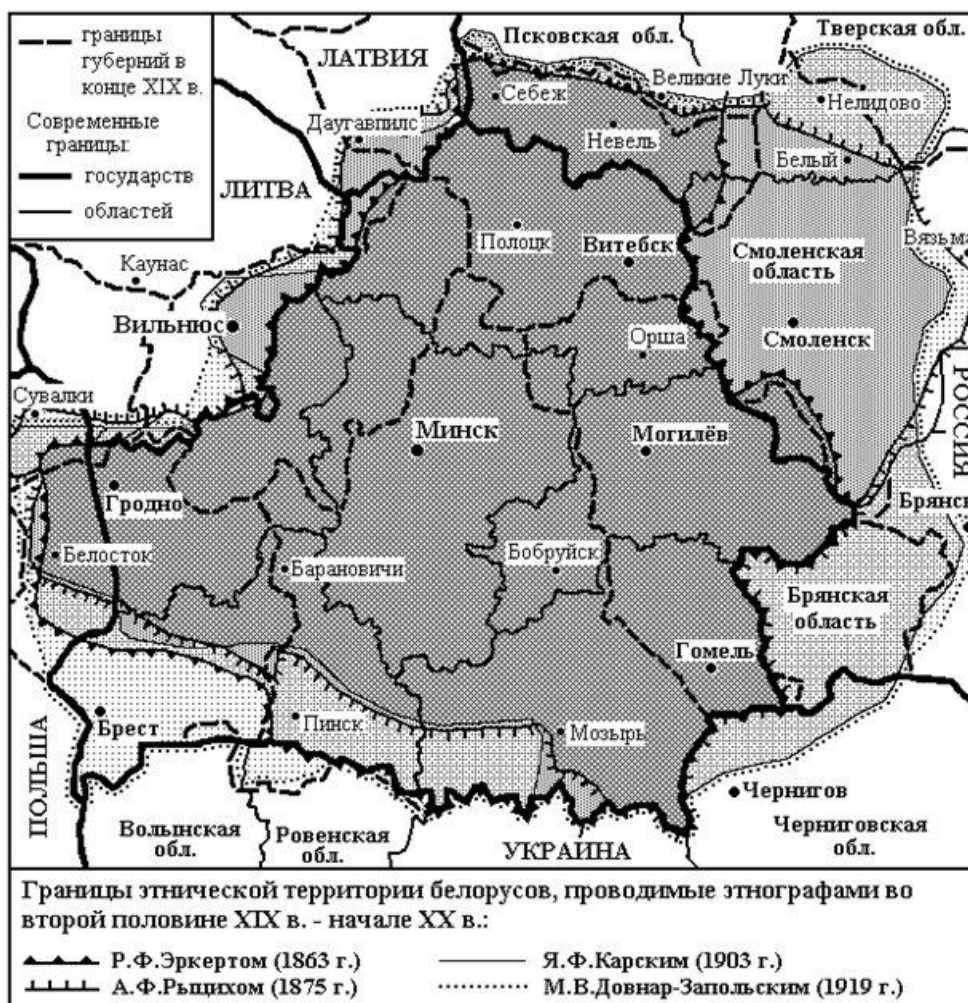 границы
губерний в
конце XIX в.
Современные
границы:
государств
областей
ЛАТВИЯ
Псковская обл.
Тверская обл.
Великие Луки
Себеж
Нелидово
Даугавпилс
Невель
Белый
ЛИТВА
Полоцк
Витебск
Смоленская
область
Вязьма
Каунас
Вильнюс
Орша
Смоленск
РОССИЯ
Сувалки
Минск
Могилёв
Гродно
Брянск
Белосток
Барановичи
Бобруйск
Брянская
область
Гомель
Брест
Пинск
Мозырь
ПОЛЬША
Чернигов
Волынская
обл.
Ровенская
обл.
УКРАИНА
Черниговская
обл.
Границы этнической территории белорусов, проводимые этнографами во
второй половине XIX в. - начале XX в.:
Р.Ф.Эркертом (1863 г.)
Я.Ф.Карским (1903 г.)
А.Ф.Рыщихом (1875 г.)
М.В.Довнар-Запольским (1919 г.)